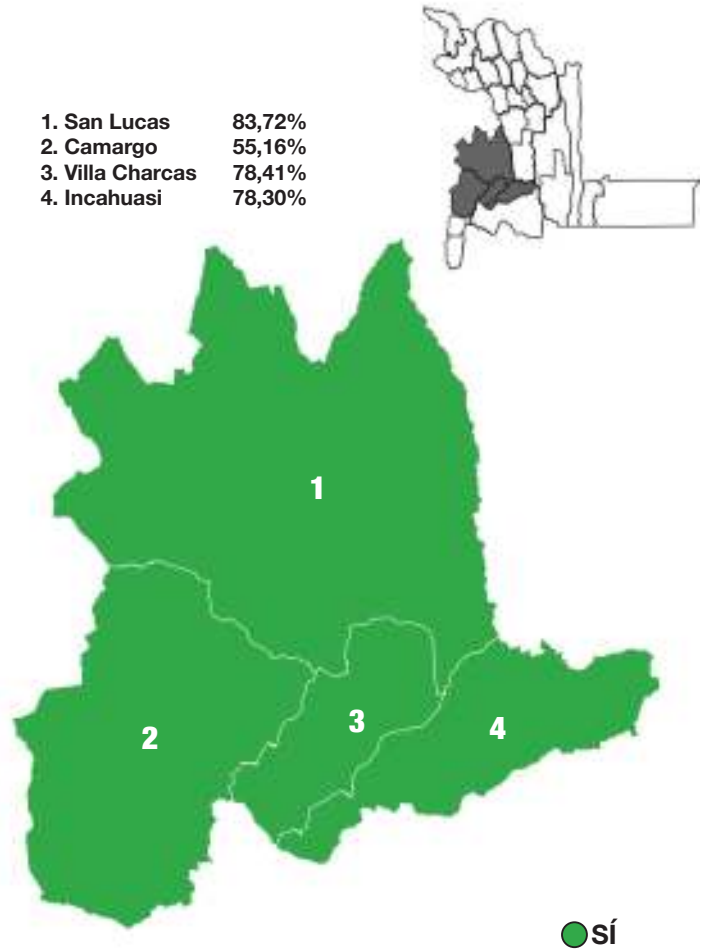 1. San Lucas 83,72%
2. Camargo 55,16%
3. Villa Charcas 78,41%
4. Incahuasi 78,30%
1
2
3
4
SÍ